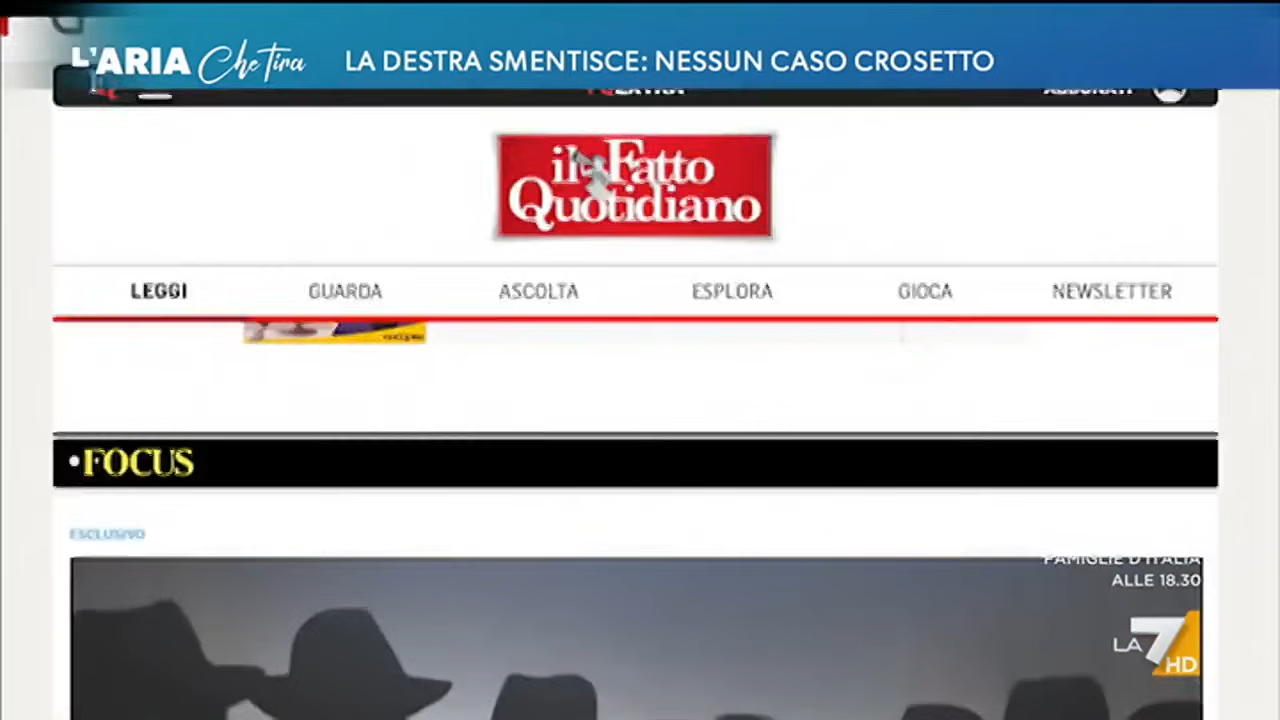 L'ARIA Che tira
LA DESTRA SMENTISCE: NESSUN CASO CROSETTO
ABBONATI
il Fatto
Quotidiano
LEGGI GUARDA ASCOLTA ESPLORA GIOCA NEWSLETTER
•FOCUS
ESCLUSIVO
FAMIGLIE D'ITALIA
ALLE 18.30
LA7
HD